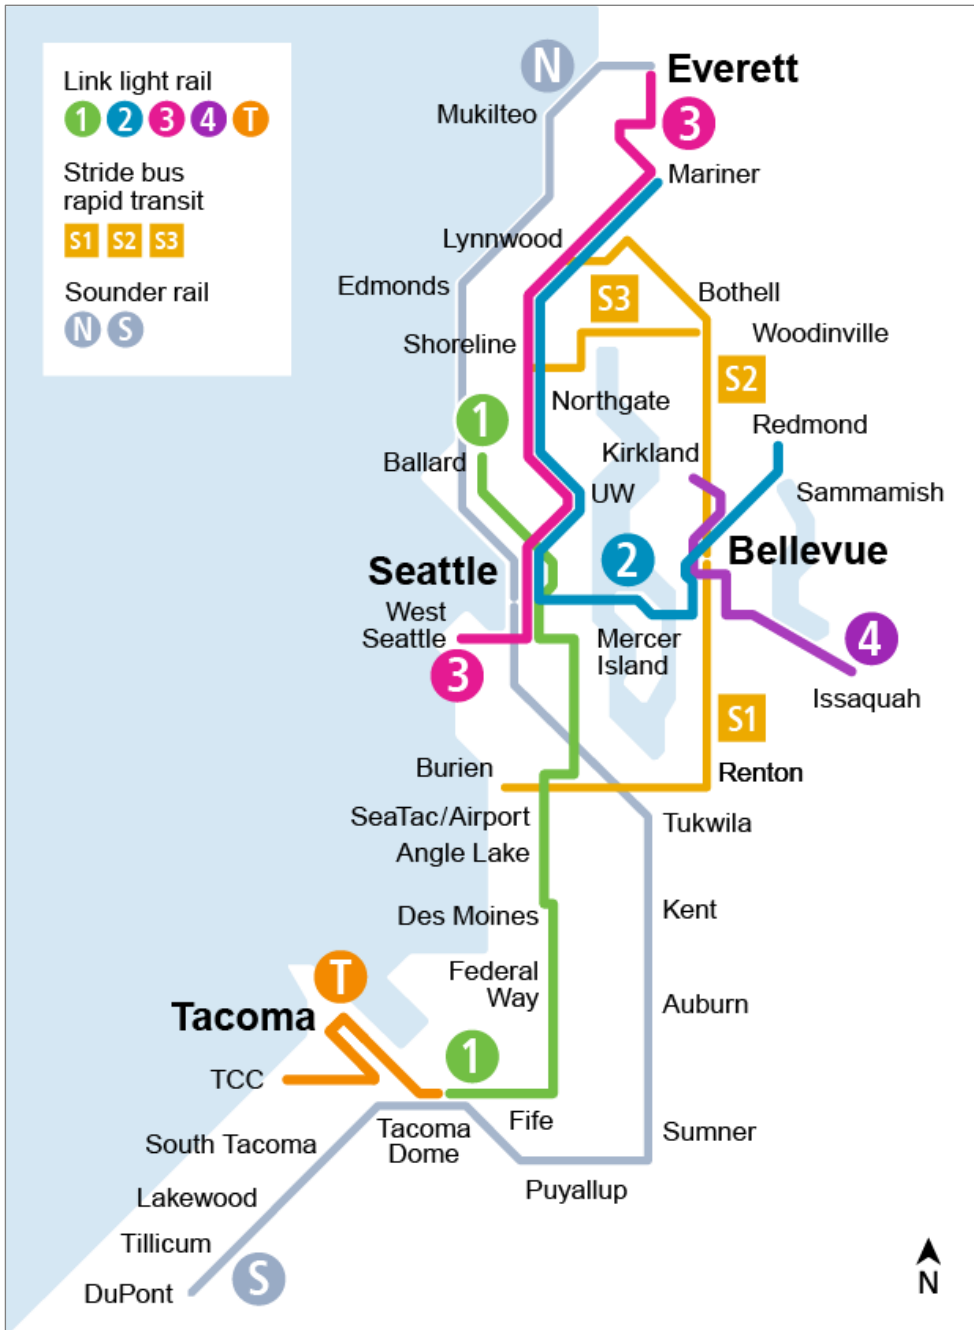 Link light rail
1 2 3 4 T
Stride bus
rapid transit
S1 S2 S3
Sounder rail
N S
N
Everett
Mukilteo
3
Mariner
Lynnwood
Edmonds
S3
Bothell
Shoreline
Woodinville
S2
Northgate
1
Redmond
Ballard
Kirkland
UW
Sammamish
Seattle
2
Bellevue
West
Seattle
Mercer
Island
4
3
Issaquah
S1
Burien
Renton
SeaTac/Airport
Tukwila
Angle Lake
Des Moines
Kent
Federal
Way
T
Tacoma
Auburn
1
TCC
Fife
Tacoma
Dome
South Tacoma
Sumner
Puyallup
Lakewood
Tillicum
S
DuPont
N